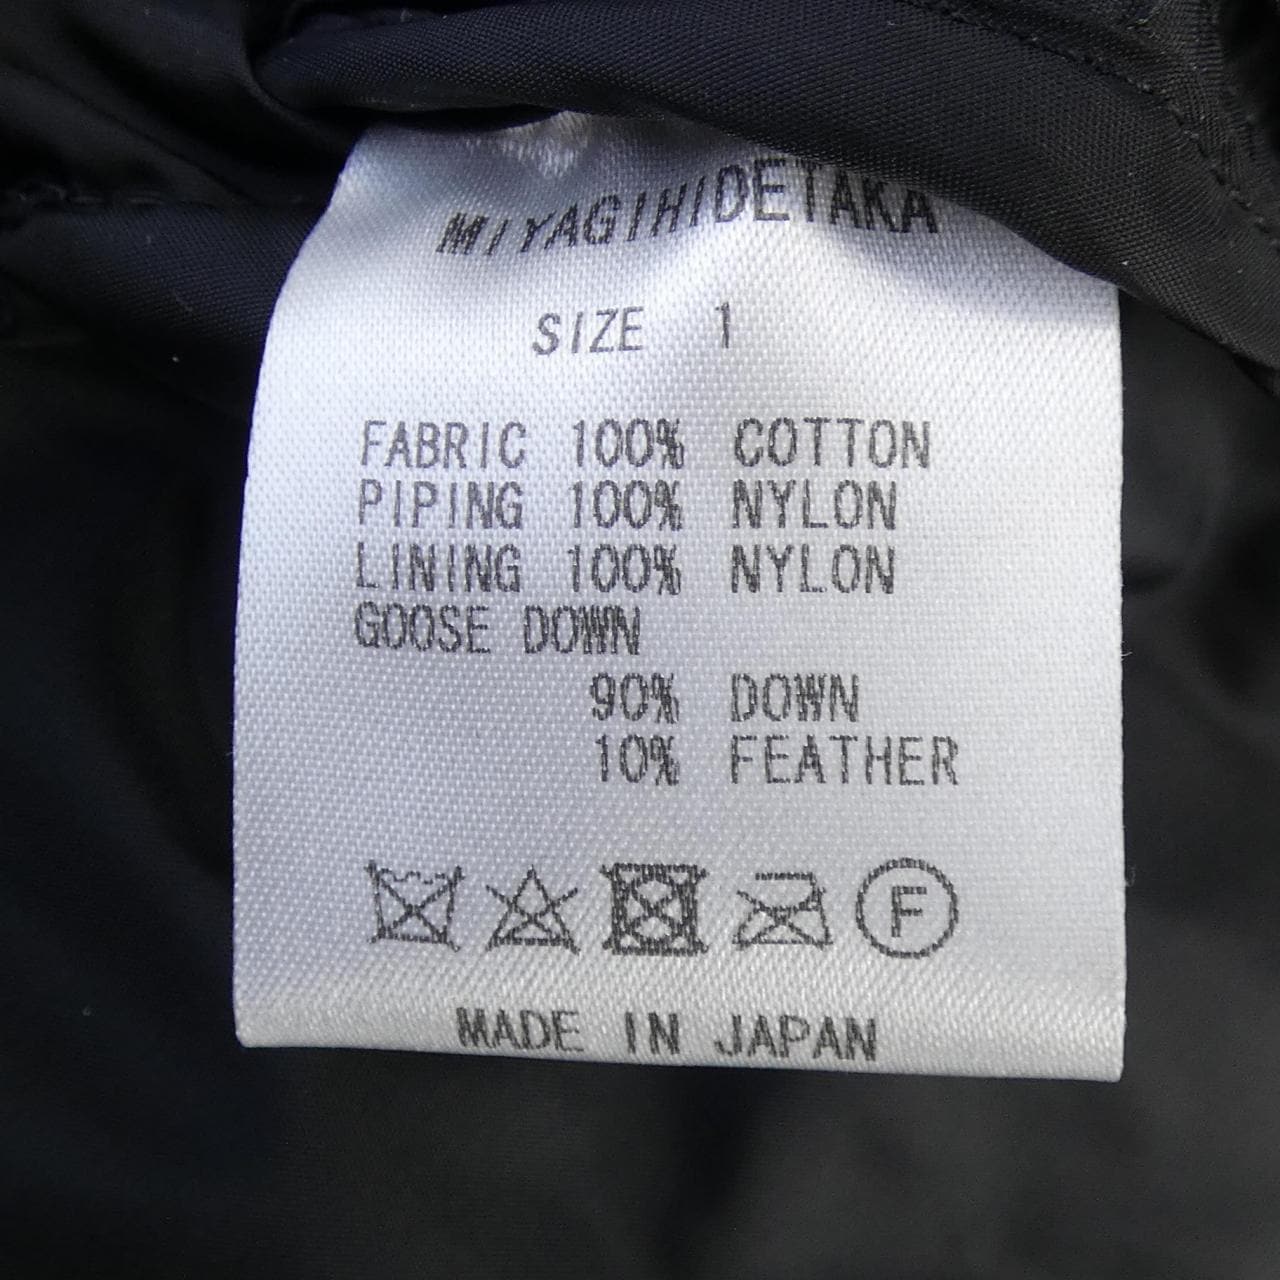 MIYAGIHIDETAKA
SIZE 1
FABRIC 100% COTTON
PIPING 100% NYLON
LINING 100% NYLON
GOOSE DOWN
90% DOWN
10% FEATHER
F
MADE IN JAPAN